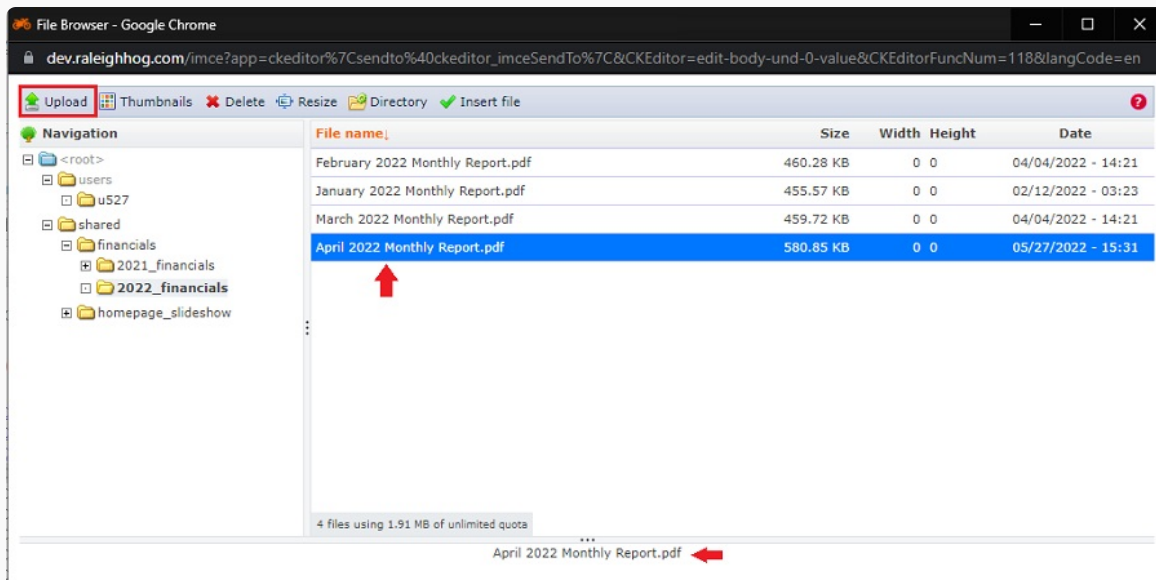 File Browser - Google Chrome
dev.raleighhog.com/imce?app=ckeditor%7Csendto%40ckeditor_imceSendTo%7C&CKEditor=edit-body-und-0-value&CKEditorFuncNum=118&langCode=en
Upload Thumbnails Delete Resize Directory Insert file ?
Navigation
<root>
users
u527
shared
financials
2021_financials
2022_financials
homepage_slideshow
File name↓ Size Width Height Date
February 2022 Monthly Report.pdf 460.28 KB 0 0 04/04/2022 - 14:21
January 2022 Monthly Report.pdf 455.57 KB 0 0 02/12/2022 - 03:23
March 2022 Monthly Report.pdf 459.72 KB 0 0 04/04/2022 - 14:21
April 2022 Monthly Report.pdf 580.85 KB 0 0 05/27/2022 - 15:31
4 files using 1.91 MB of unlimited quota
April 2022 Monthly Report.pdf